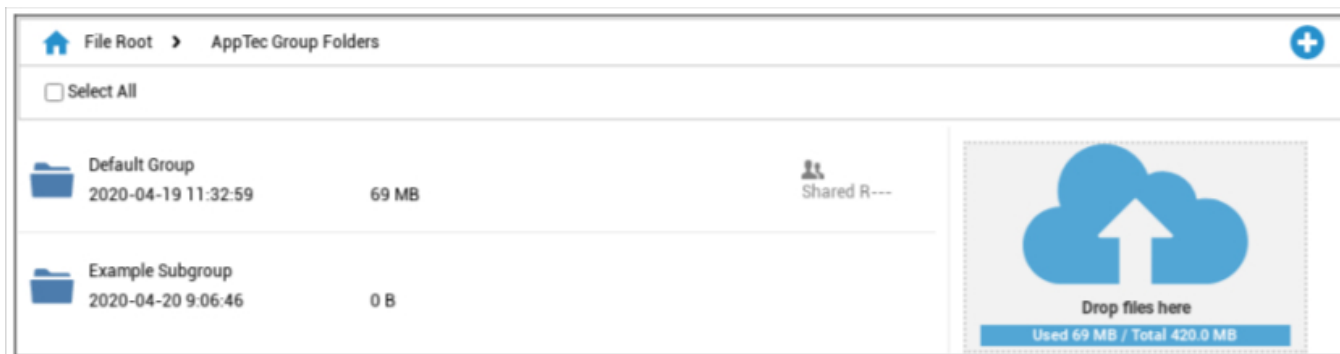 File Root > AppTec Group Folders
Select All
Default Group
2020-04-19 11:32:59 69 MB
Shared R---
Example Subgroup
2020-04-20 9:06:46 0 B
Drop files here
Used 69 MB / Total 420.0 MB